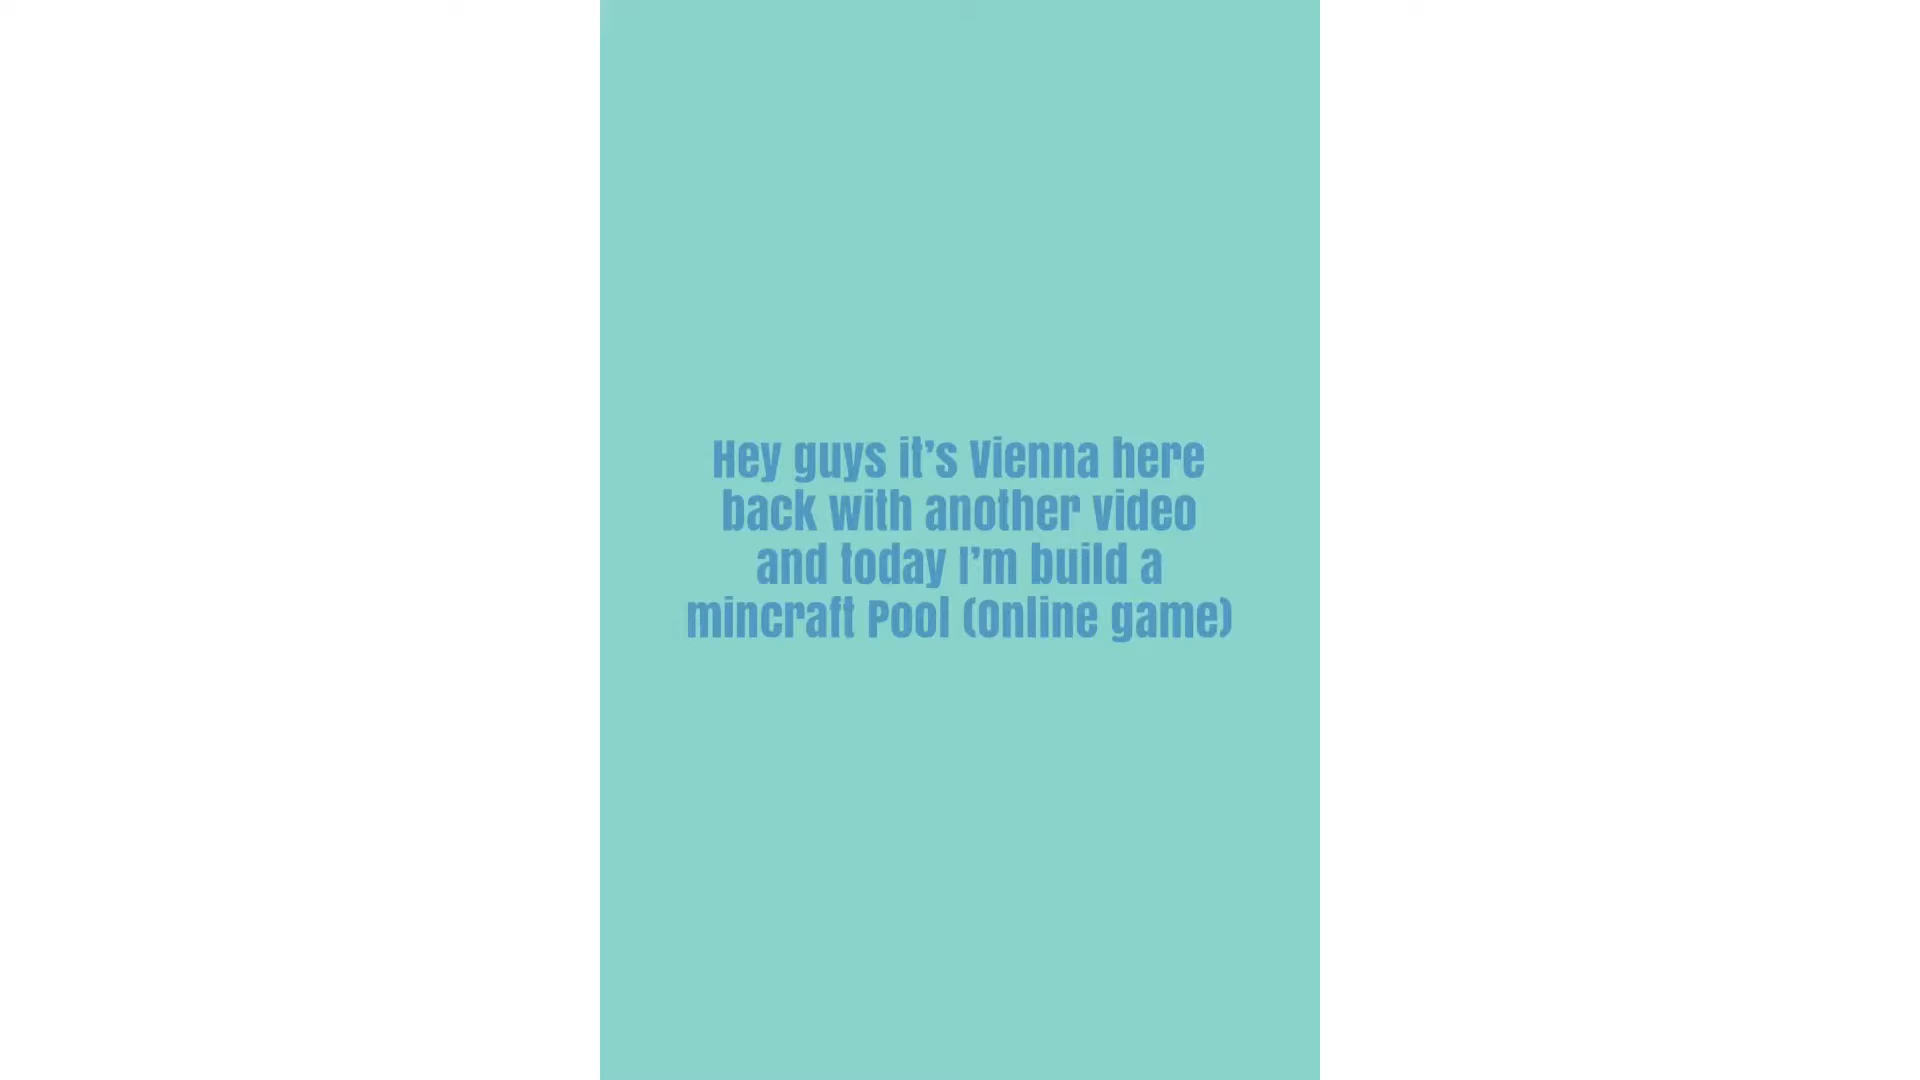 Hey guys it’s Vienna here
back with another video
and today I’m build a
mincraft Pool (Online game)